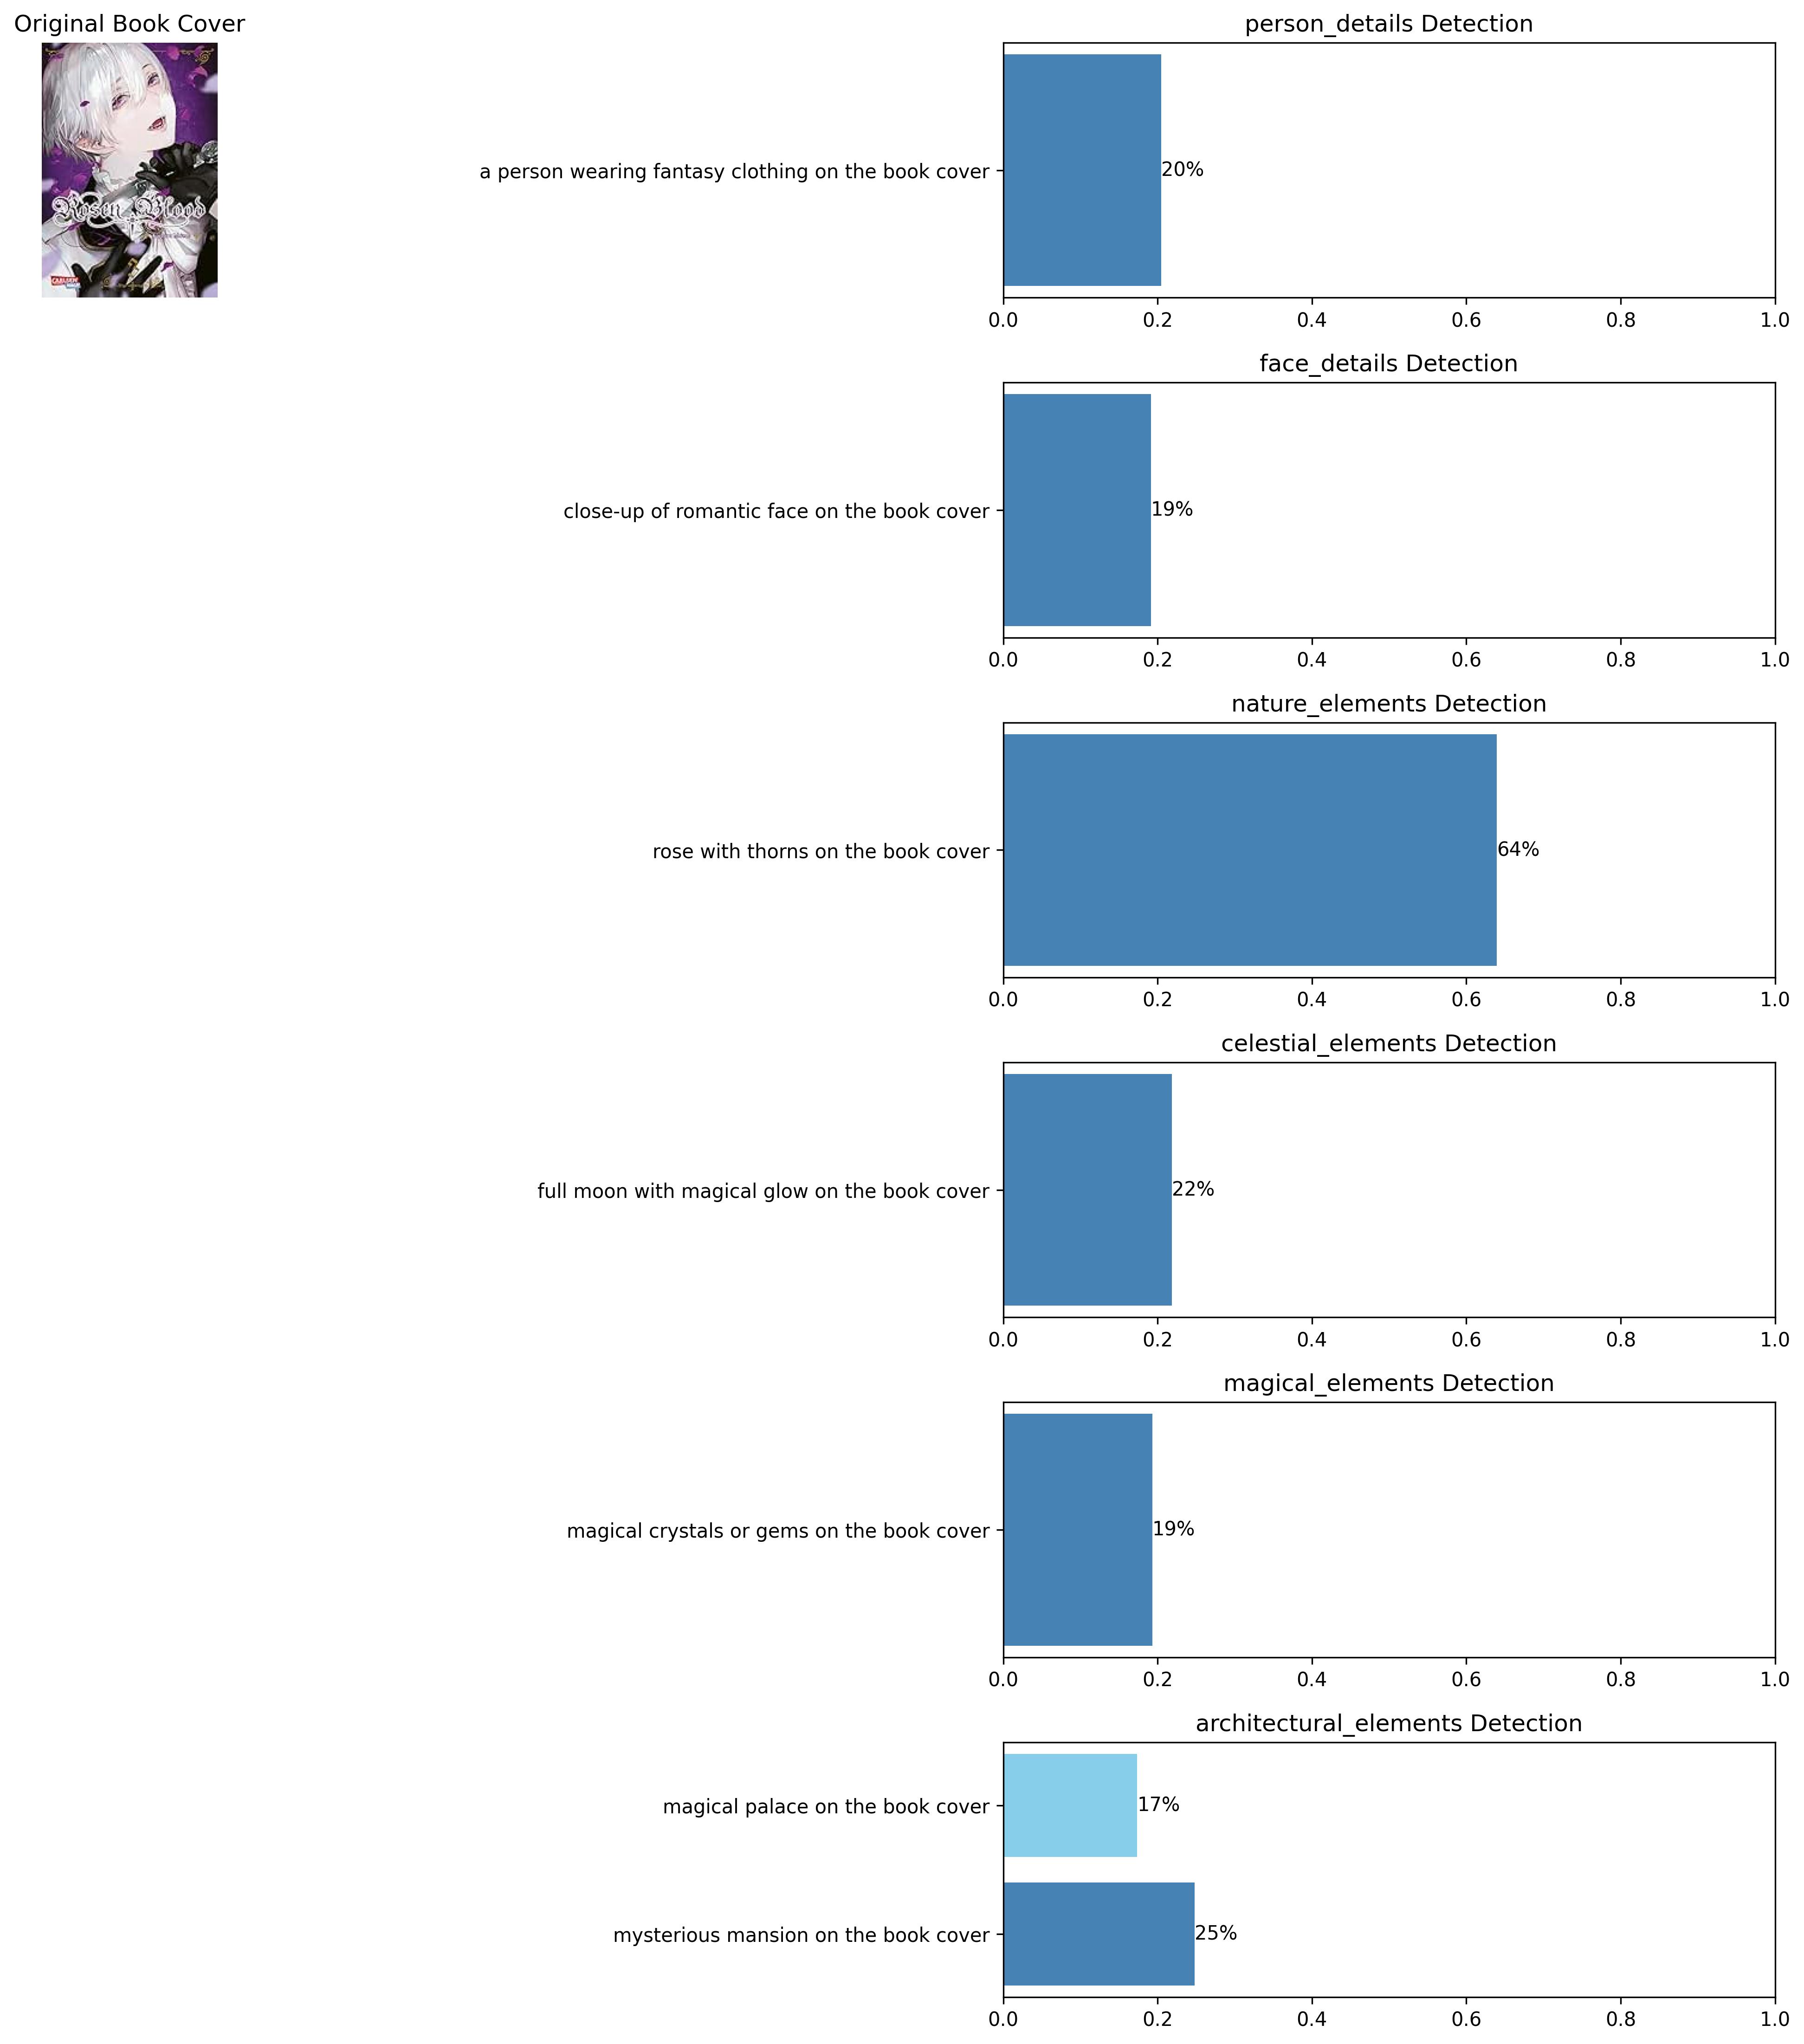 Original Book Cover
Rosen Blood
CARLSEN
person_details Detection
a person wearing fantasy clothing on the book cover
20%
0.0 0.2 0.4 0.6 0.8 1.0
face_details Detection
close-up of romantic face on the book cover
19%
0.0 0.2 0.4 0.6 0.8 1.0
nature_elements Detection
rose with thorns on the book cover
64%
0.0 0.2 0.4 0.6 0.8 1.0
celestial_elements Detection
full moon with magical glow on the book cover
22%
0.0 0.2 0.4 0.6 0.8 1.0
magical_elements Detection
magical crystals or gems on the book cover
19%
0.0 0.2 0.4 0.6 0.8 1.0
architectural_elements Detection
magical palace on the book cover
17%
mysterious mansion on the book cover
25%
0.0 0.2 0.4 0.6 0.8 1.0